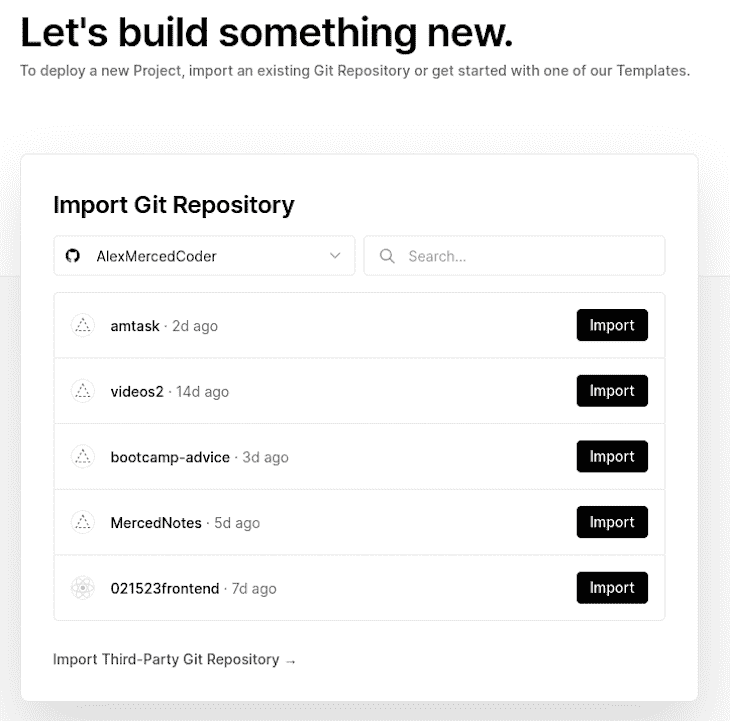 Let's build something new.
To deploy a new Project, import an existing Git Repository or get started with one of our Templates.
Import Git Repository
AlexMercedCoder
Search...
amtask · 2d ago
Import
videos2 · 14d ago
Import
bootcamp-advice · 3d ago
Import
MercedNotes · 5d ago
Import
021523frontend · 7d ago
Import
Import Third-Party Git Repository →